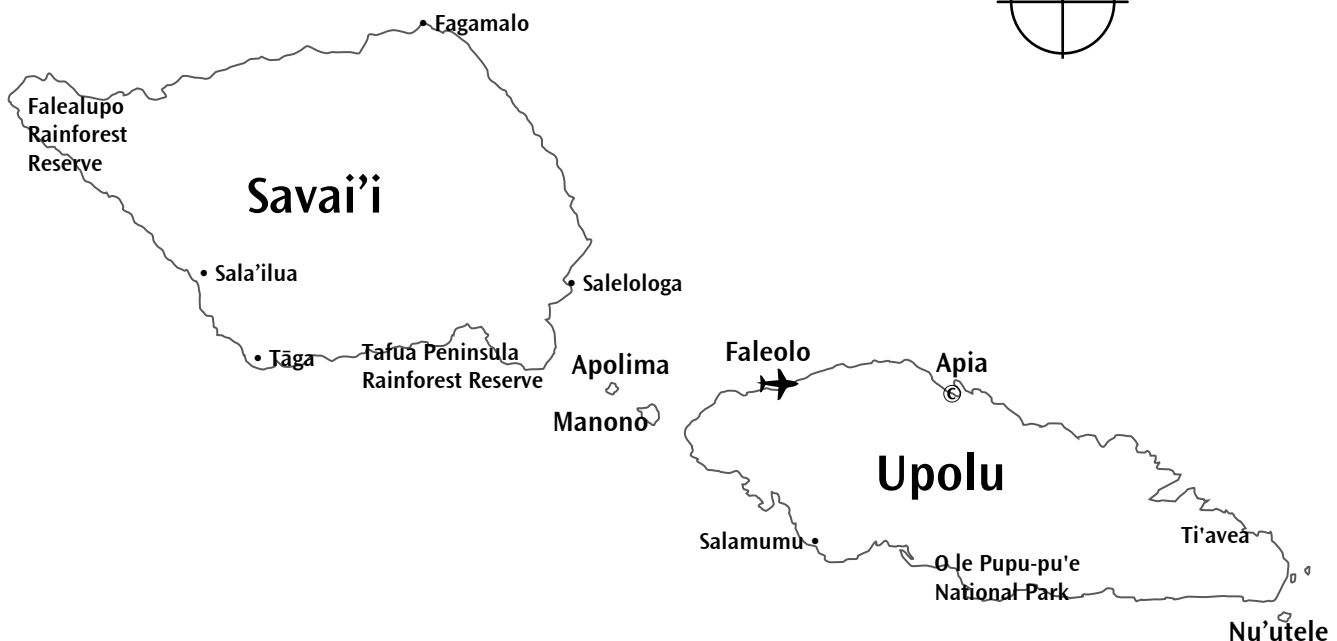 Fagamalo
Falealupo
Rainforest
Reserve
Savai’i
Sala’ilua
Salelologa
Tāga
Tafua Peninsula
Rainforest Reserve
Apolima
Manono
Faleolo
Apia
©
Upolu
Salamumu
Ti'avea
O le Pupu-pu'e
National Park
Nu’utele